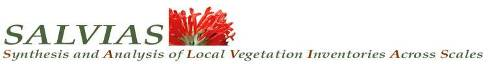 SALVIAS
Synthesis and Analysis of Local Vegetation Inventories Across Scales